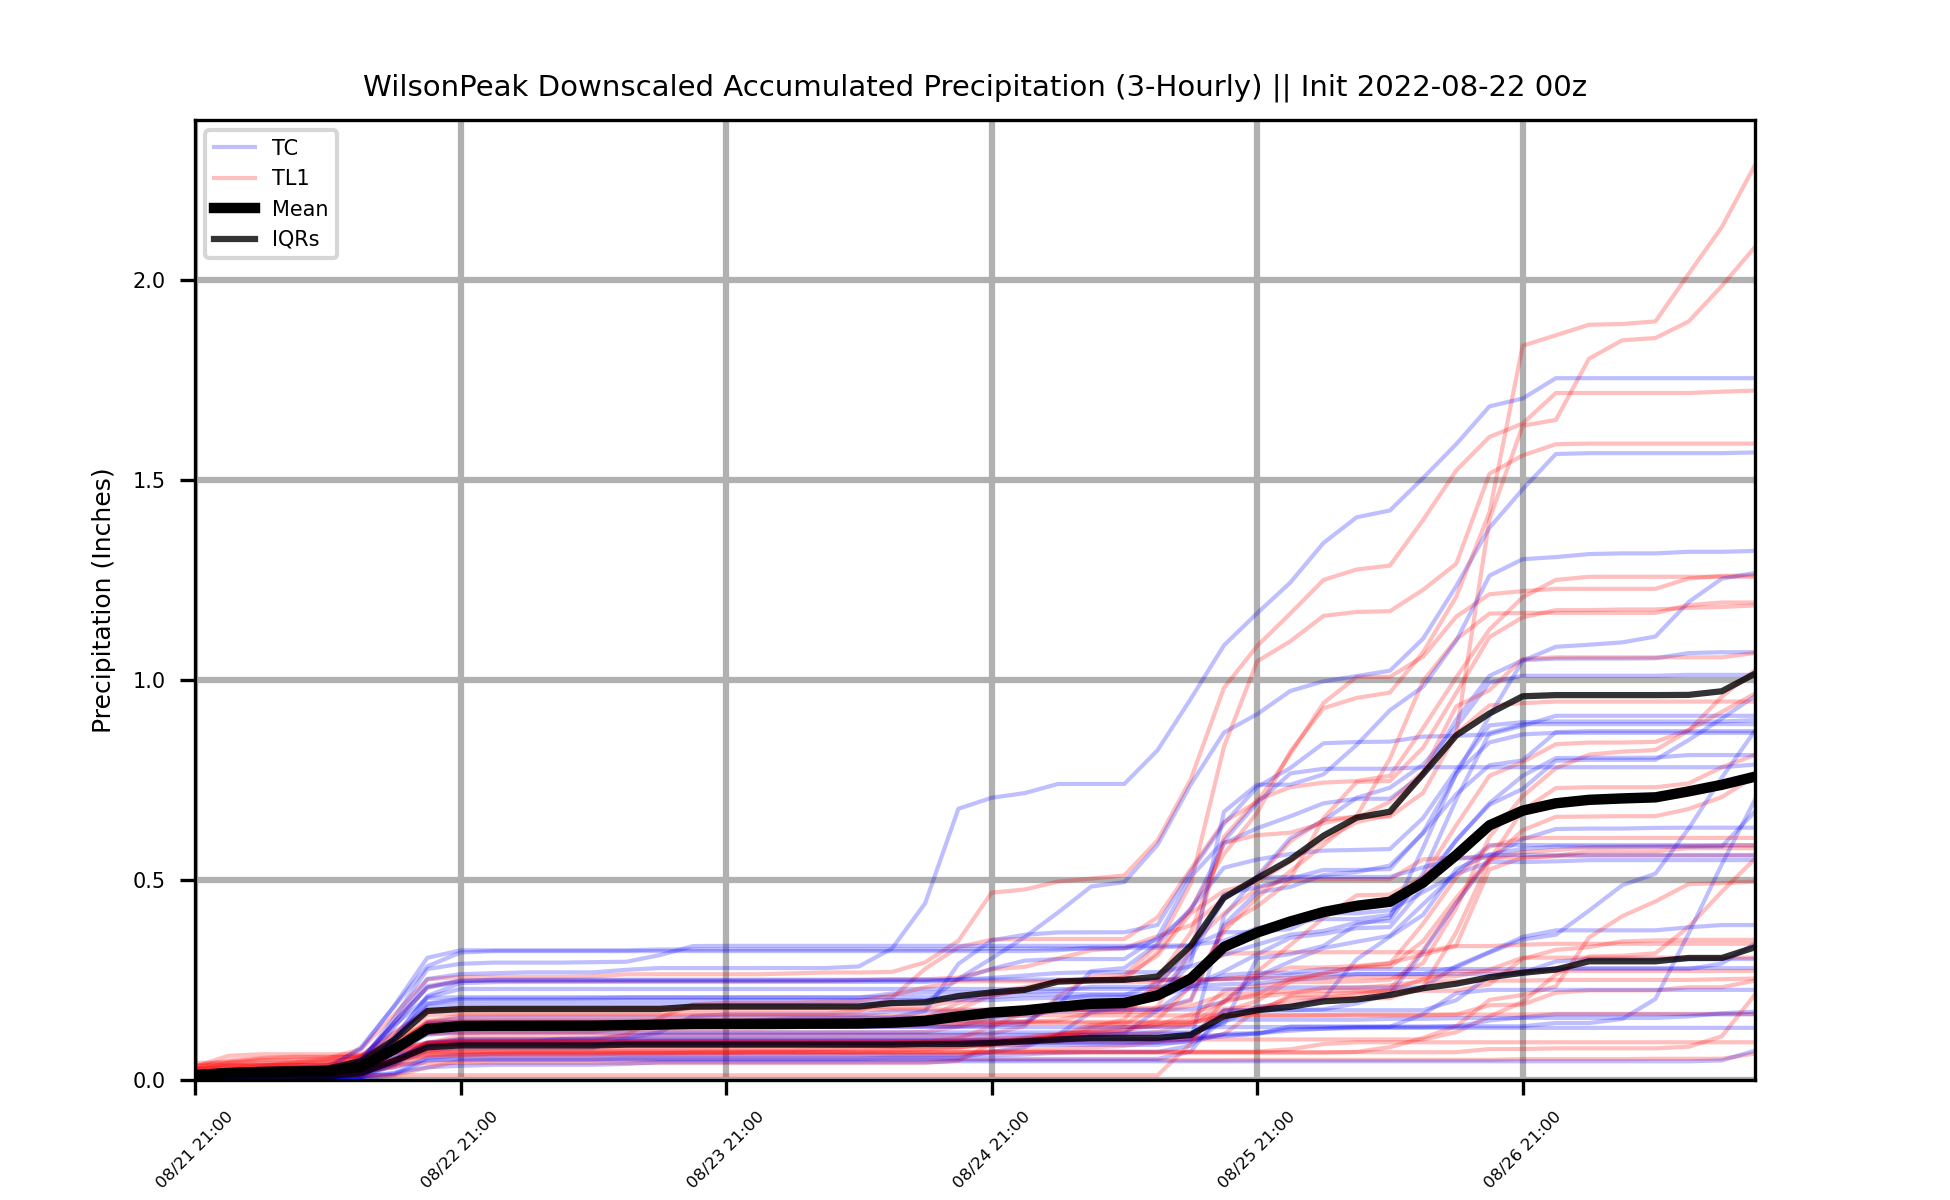 WilsonPeak Downscaled Accumulated Precipitation (3-Hourly) || Init 2022-08-22 00z
TC
TL1
Mean
IQRs
Precipitation (Inches)
2.0
1.5
1.0
0.5
0.0
08/21 21:00
08/22 21:00
08/23 21:00
08/24 21:00
08/25 21:00
08/26 21:00